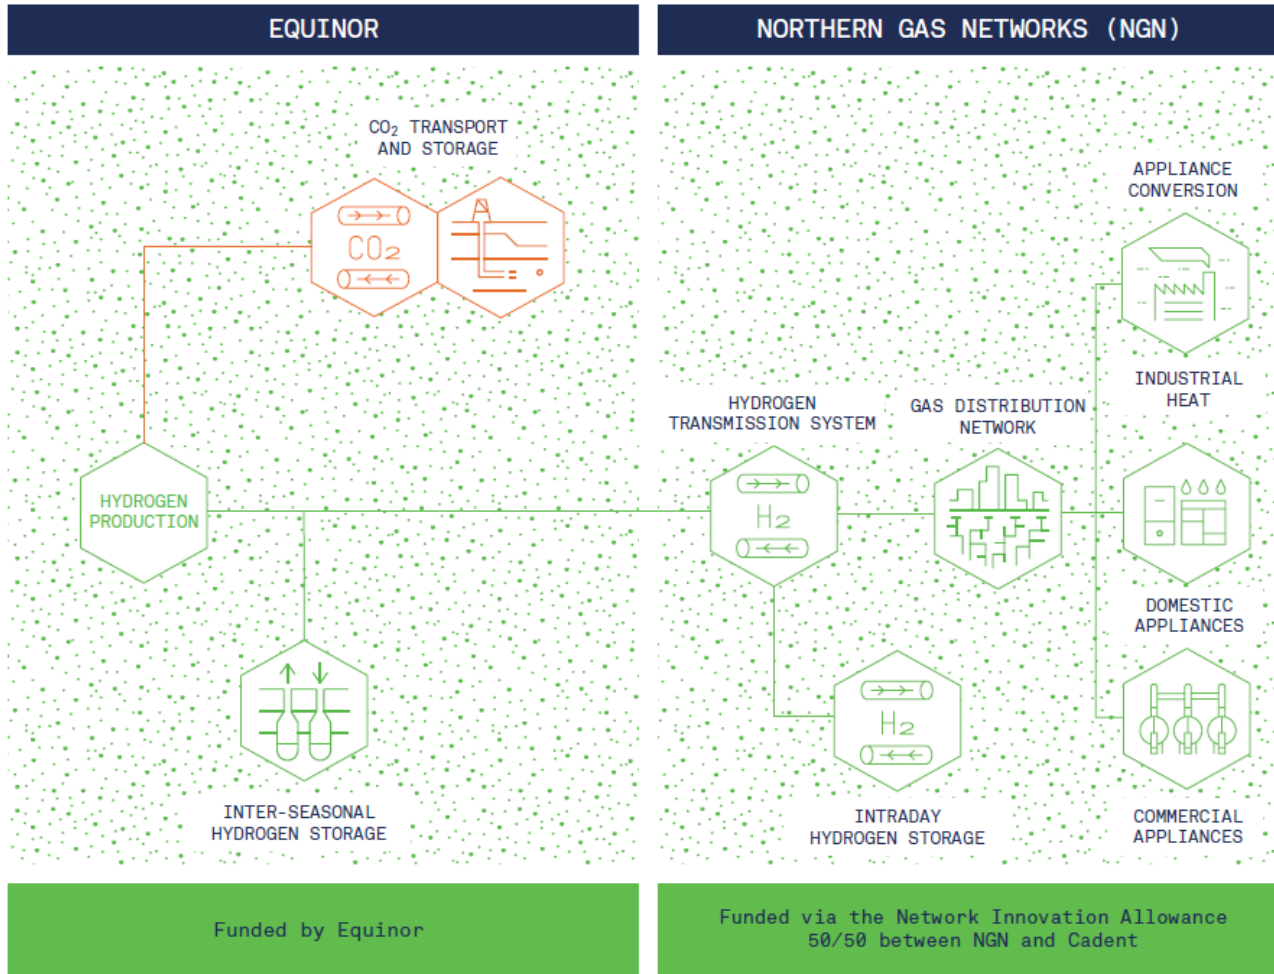 EQUINOR
CO₂ TRANSPORT
AND STORAGE
CO₂
HYDROGEN
PRODUCTION
INTER-SEASONAL
HYDROGEN STORAGE
Funded by Equinor
NORTHERN GAS NETWORKS (NGN)
APPLIANCE
CONVERSION
INDUSTRIAL
HEAT
HYDROGEN
TRANSMISSION SYSTEM
H₂
GAS DISTRIBUTION
NETWORK
DOMESTIC
APPLIANCES
H₂
INTRADAY
HYDROGEN STORAGE
COMMERCIAL
APPLIANCES
Funded via the Network Innovation Allowance
50/50 between NGN and Cadent